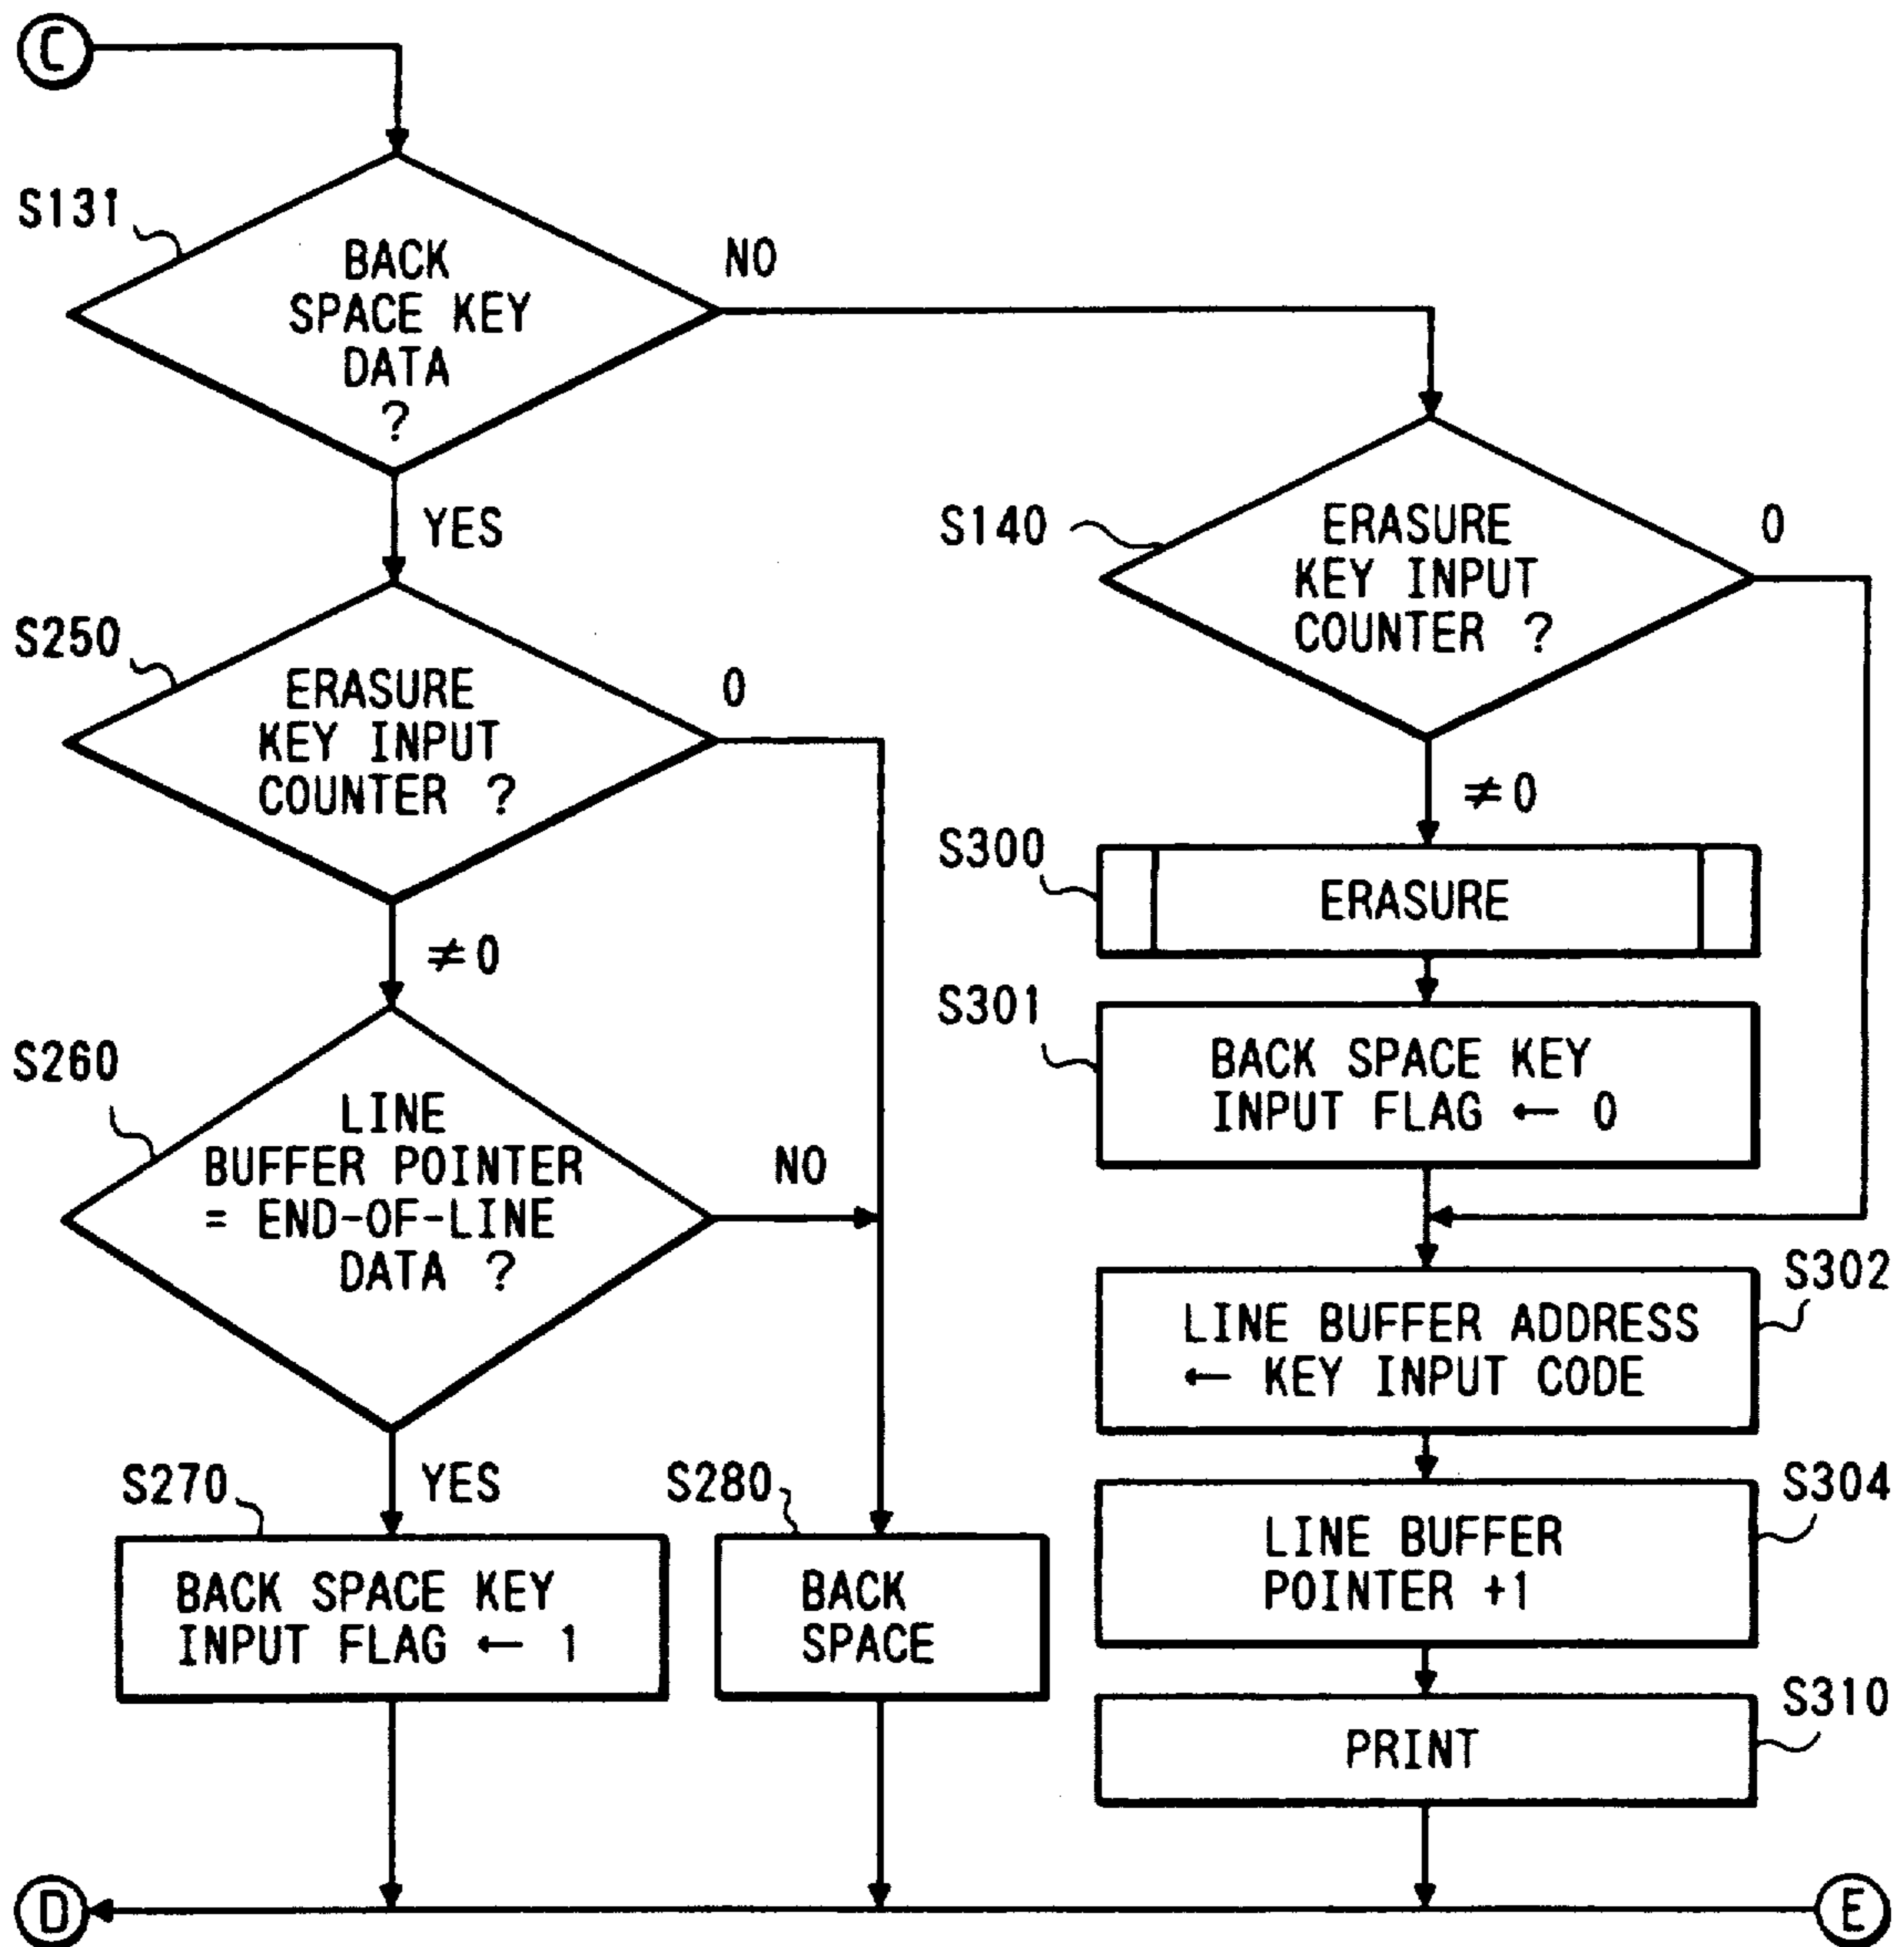 C
S131
BACK
SPACE KEY
DATA
?
NO
YES
S140
ERASURE
KEY INPUT
COUNTER ?
0
≠0
S250
ERASURE
KEY INPUT
COUNTER ?
0
≠0
S300
ERASURE
S301
BACK SPACE KEY
INPUT FLAG ← 0
S260
LINE
BUFFER POINTER
= END-OF-LINE
DATA ?
NO
YES
S302
LINE BUFFER ADDRESS
← KEY INPUT CODE
S270
BACK SPACE KEY
INPUT FLAG ← 1
S280
BACK
SPACE
S304
LINE BUFFER
POINTER +1
S310
PRINT
D
E